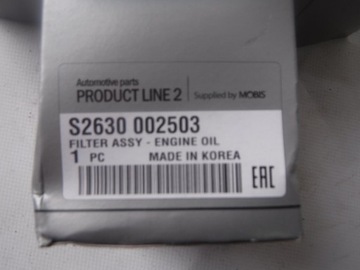 Automotive parts
PRODUCT LINE 2 | Supplied by MOBIS
S2630 002503
FILTER ASSY - ENGINE OIL
1 PC MADE IN KOREA
EAC